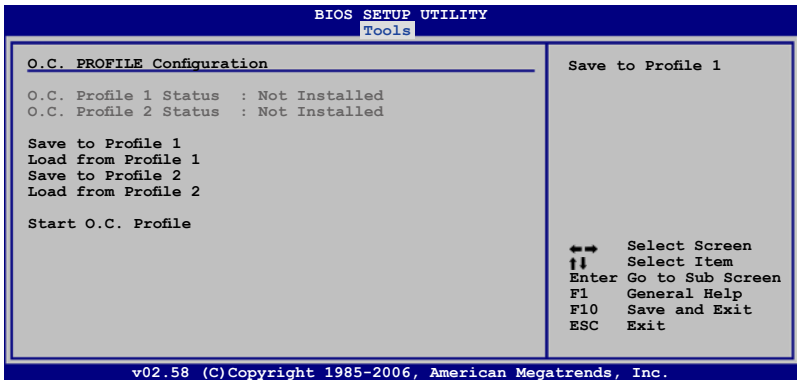 BIOS SETUP UTILITY
Tools
O.C. PROFILE Configuration
O.C. Profile 1 Status : Not Installed
O.C. Profile 2 Status : Not Installed
Save to Profile 1
Load from Profile 1
Save to Profile 2
Load from Profile 2
Start O.C. Profile
Save to Profile 1
←→ Select Screen
↑↓ Select Item
Enter Go to Sub Screen
F1 General Help
F10 Save and Exit
ESC Exit
v02.58 (C)Copyright 1985-2006, American Megatrends, Inc.